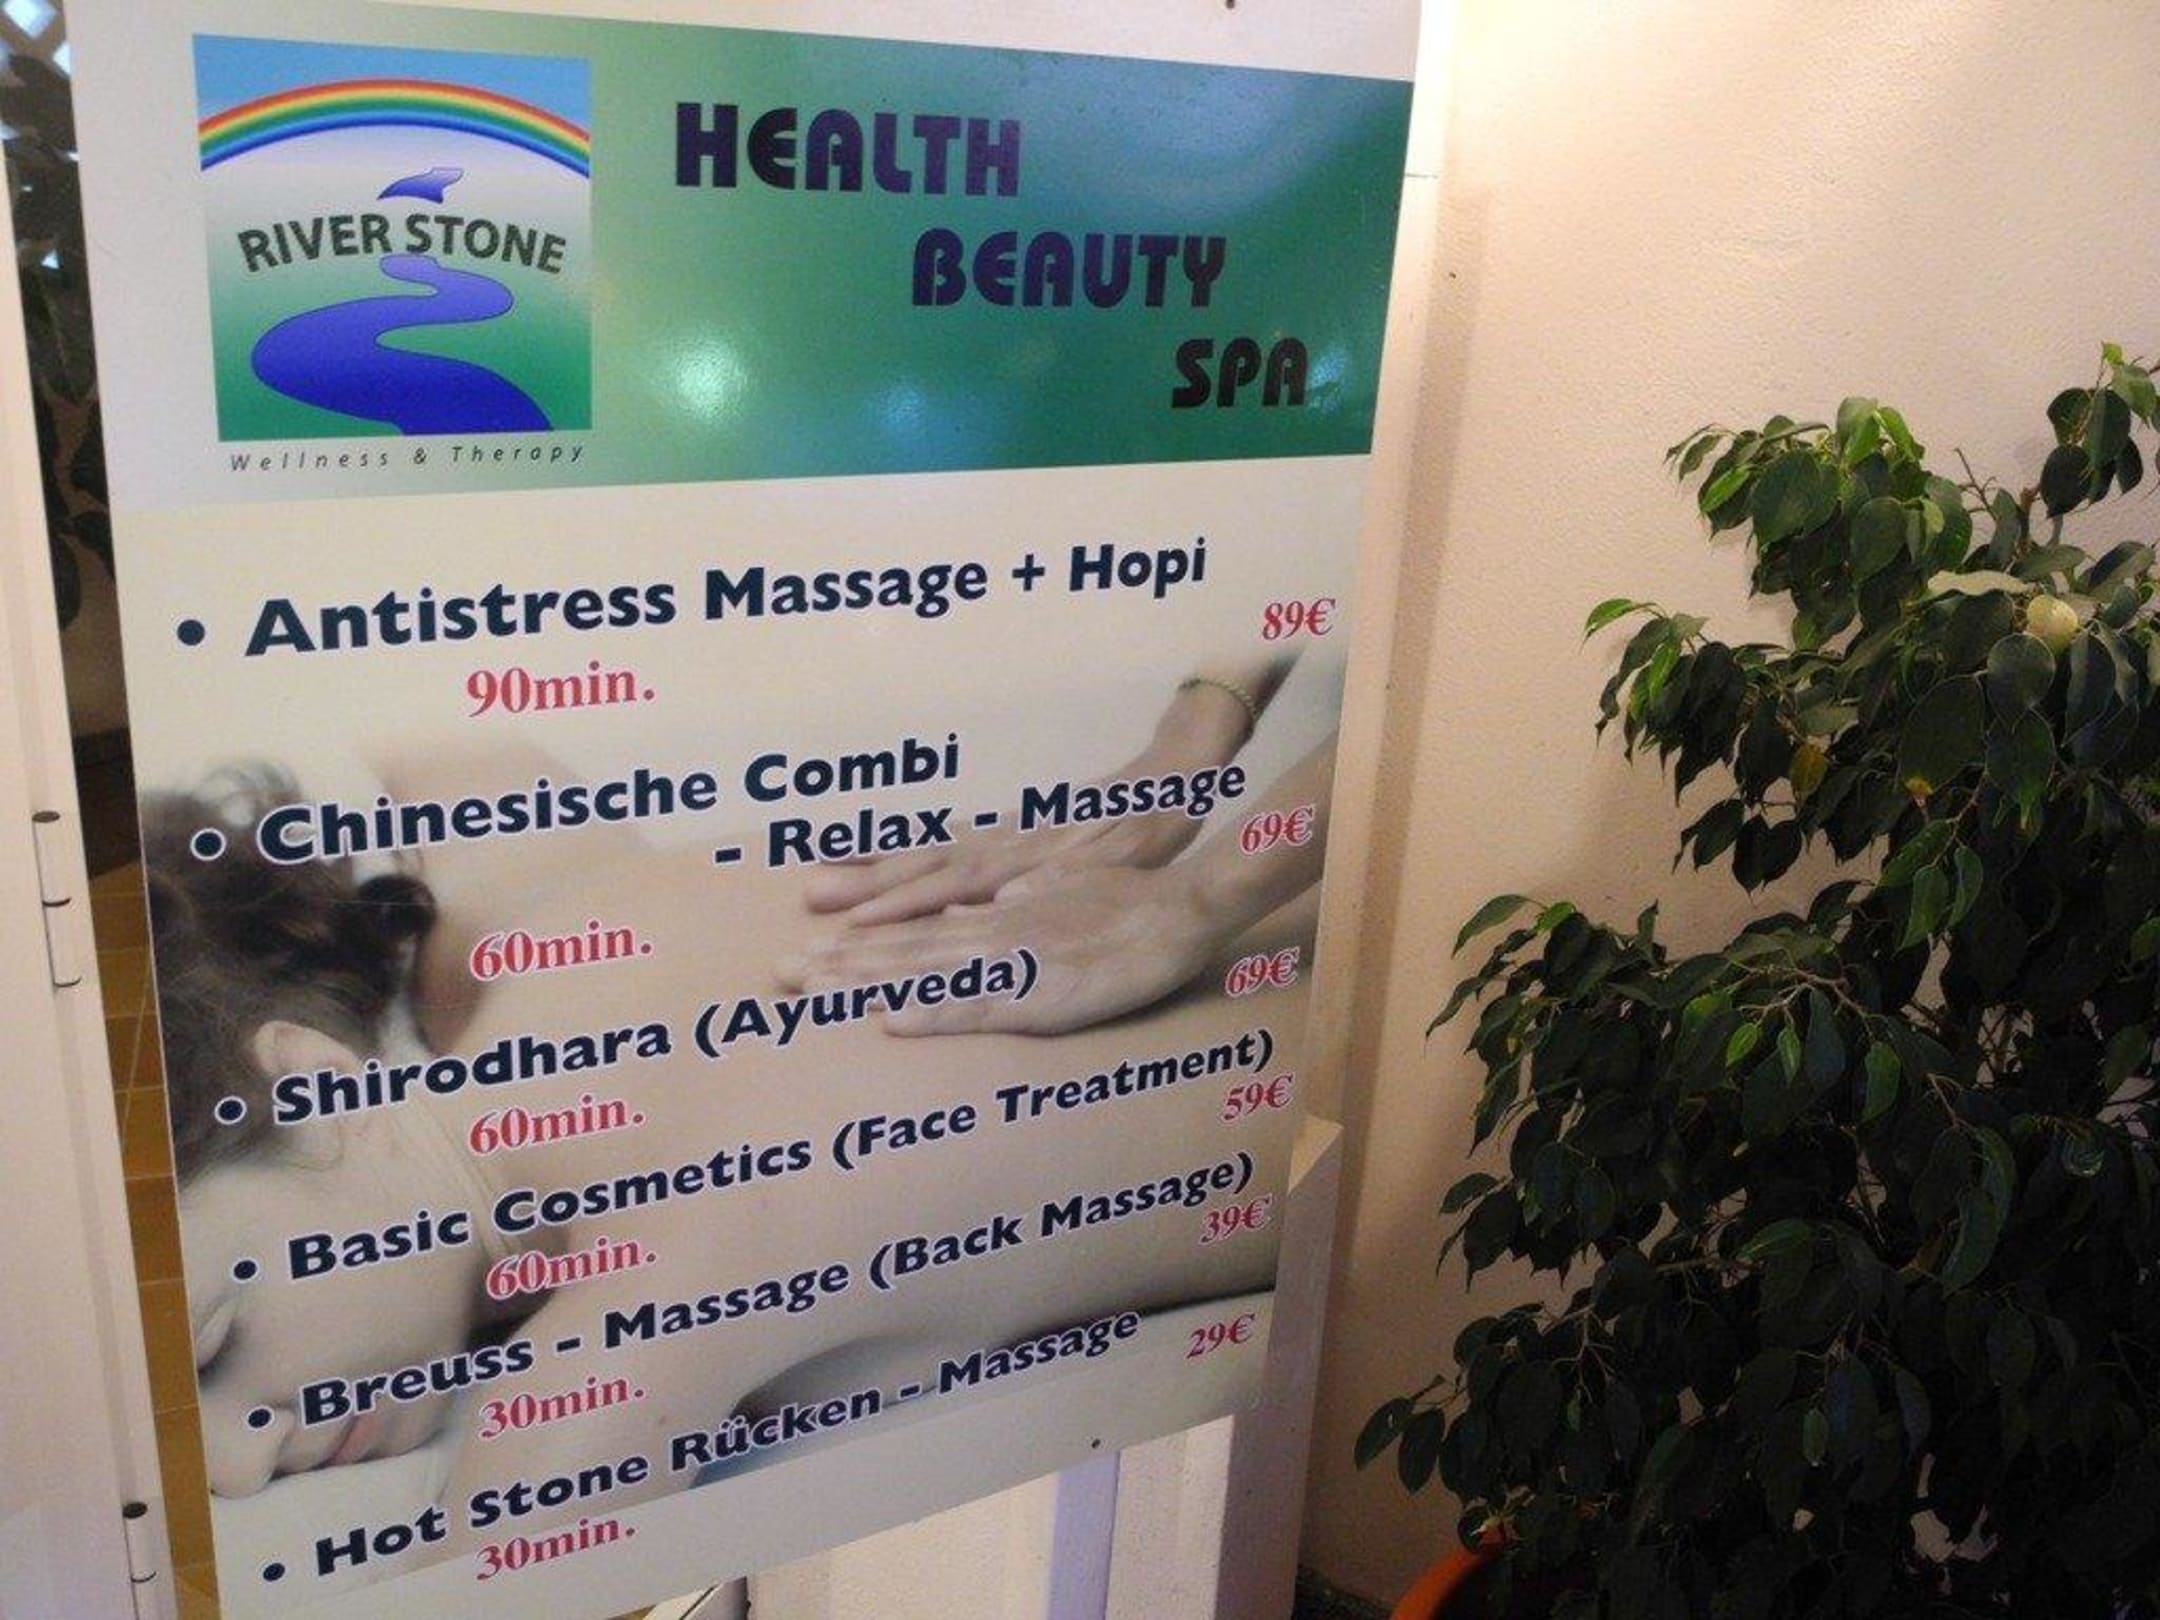 RIVER STONE
Wellness & Therapy
HEALTH
BEAUTY
SPA
• Antistress Massage + Hopi
90min. 89€
• Chinesische Combi
- Relax - Massage
60min. 69€
• Shirodhara (Ayurveda)
60min. 69€
• Basic Cosmetics (Face Treatment)
60min. 59€
• Breuss - Massage (Back Massage)
30min. 39€
• Hot Stone Rücken - Massage
30min. 29€